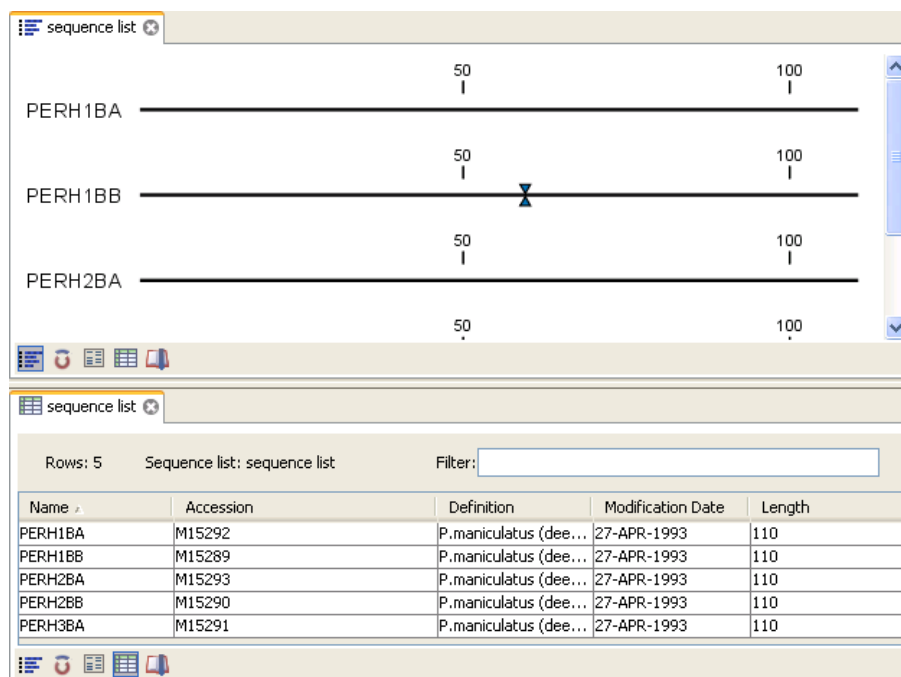 sequence list
50 100
PERH1BA
50 100
PERH1BB
50 100
PERH2BA
50 100
sequence list
Rows: 5 Sequence list: sequence list Filter:
Name Accession Definition Modification Date Length
PERH1BA M15292 P.maniculatus (dee... 27-APR-1993 110
PERH1BB M15289 P.maniculatus (dee... 27-APR-1993 110
PERH2BA M15293 P.maniculatus (dee... 27-APR-1993 110
PERH2BB M15290 P.maniculatus (dee... 27-APR-1993 110
PERH3BA M15291 P.maniculatus (dee... 27-APR-1993 110